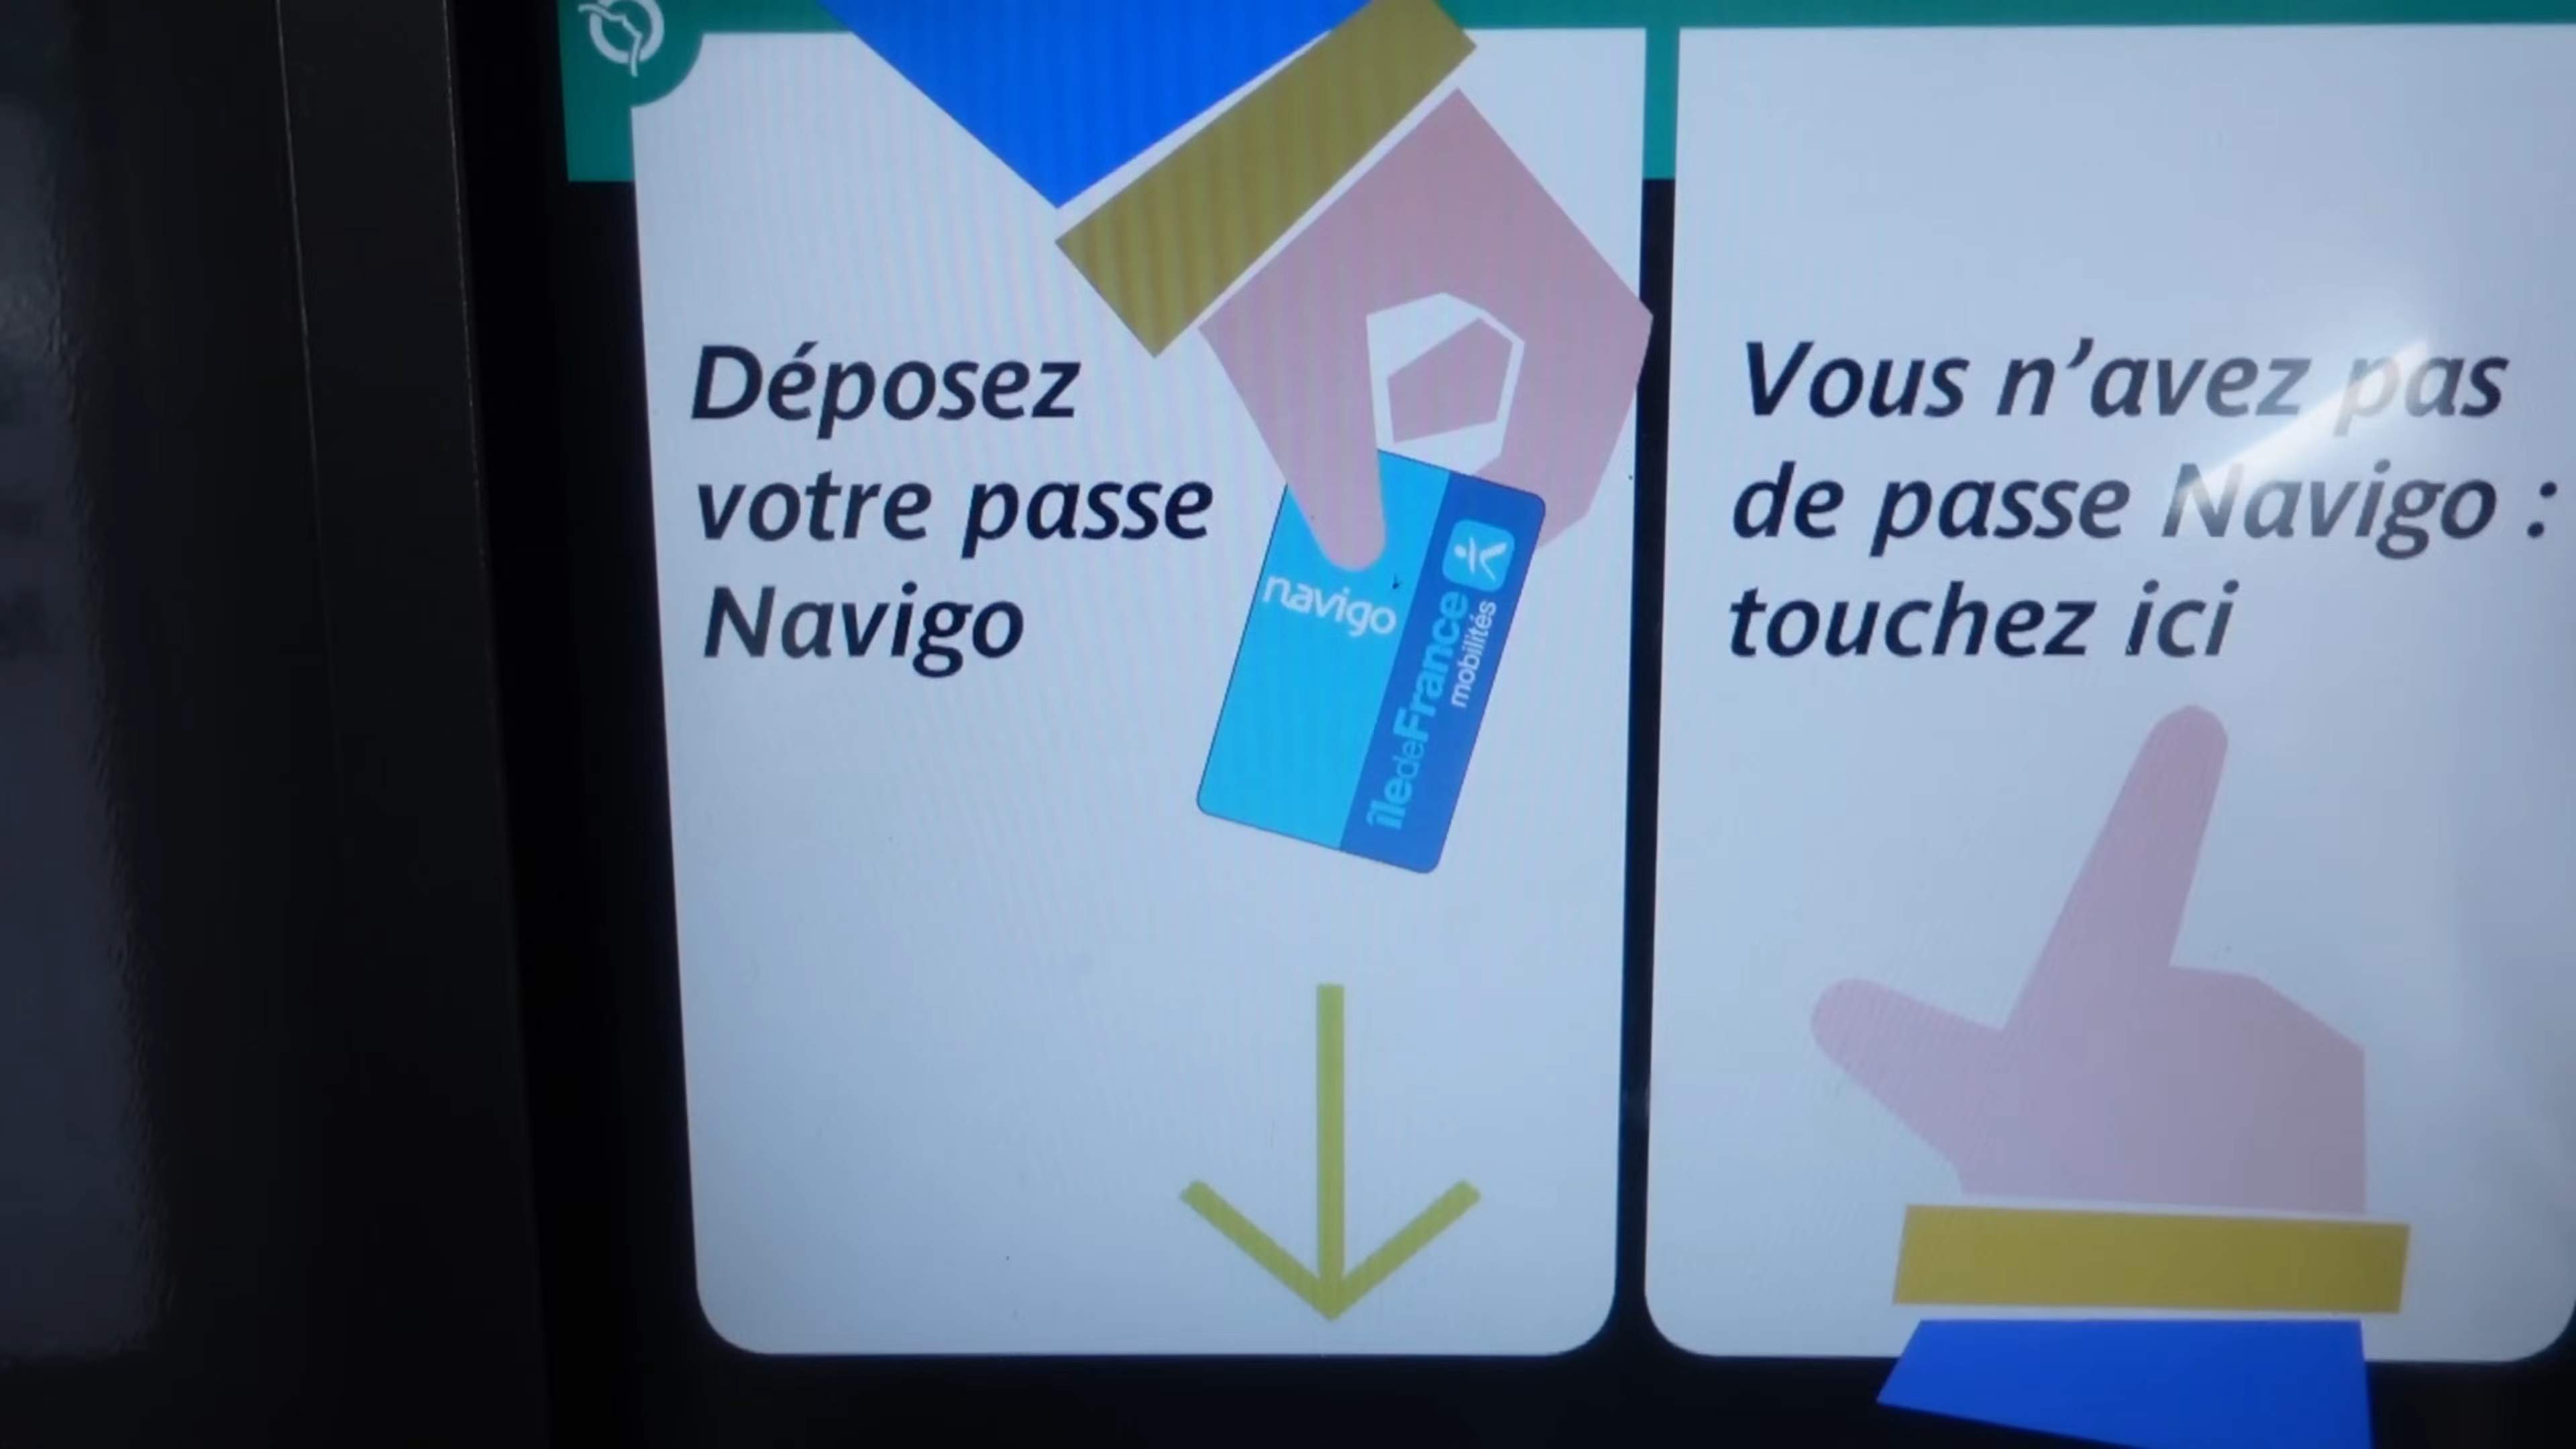 Déposez
votre passe
Navigo
navigo
îledeFrance
mobilités
Vous n'avez pas
de passe Navigo :
touchez ici